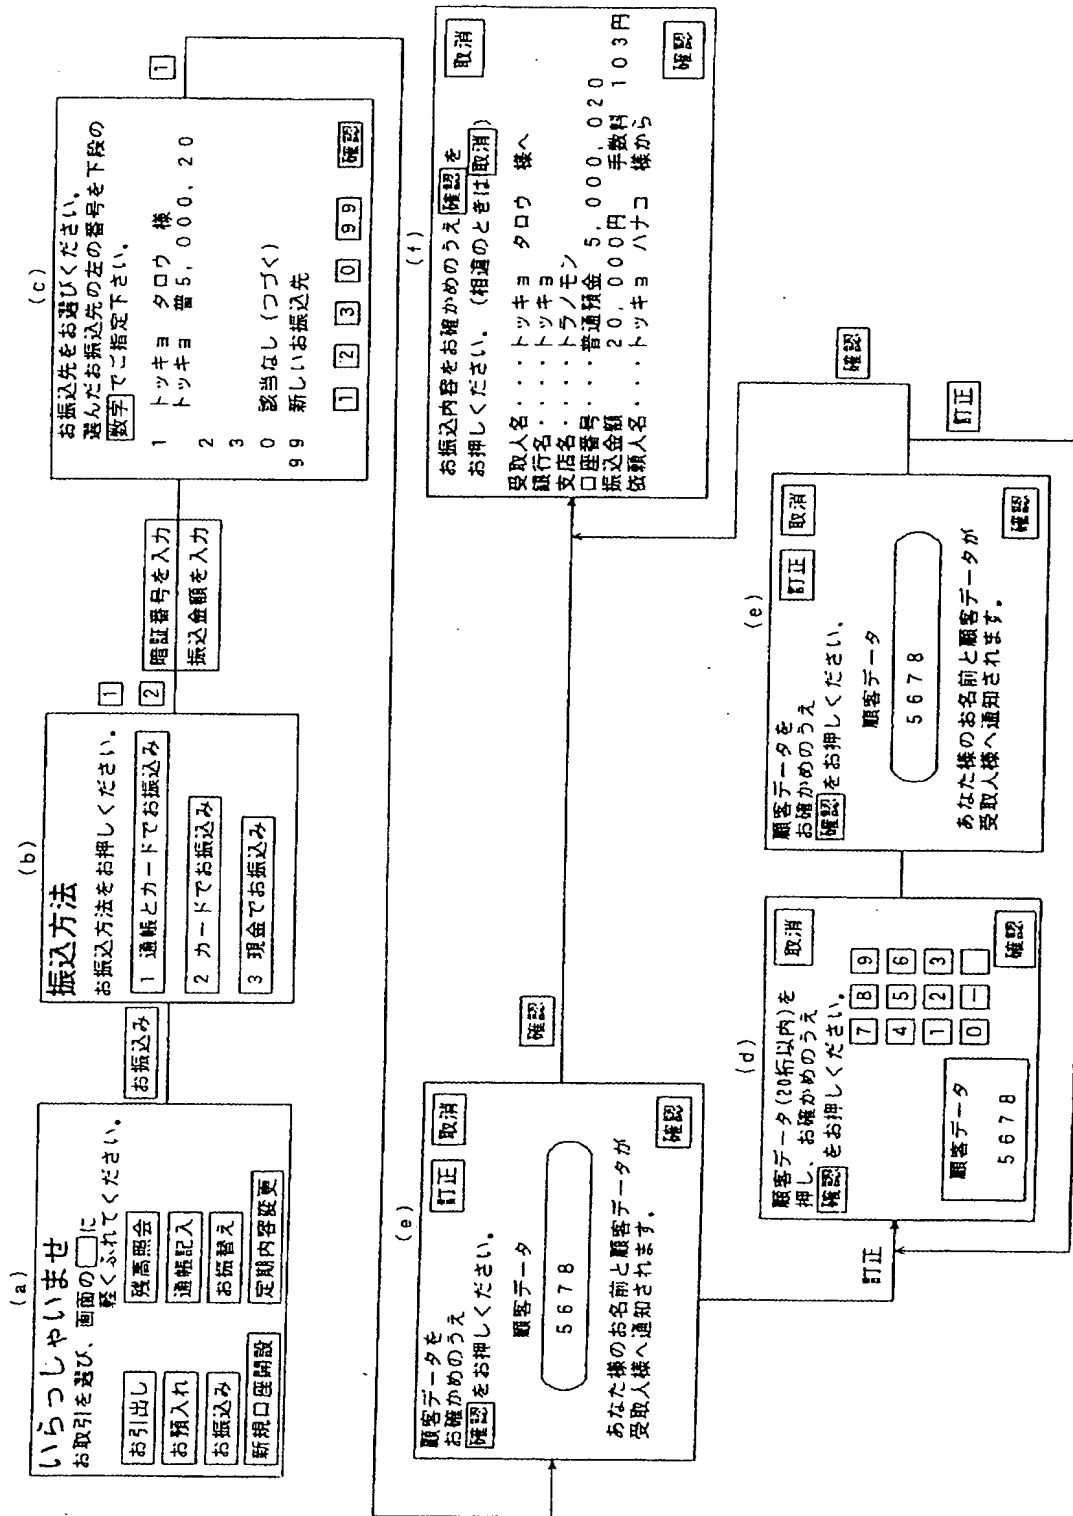 (a)
いらっしゃいませ
お取引を選び、画面の□に
軽くふれてください。
お引出し 残高照会
お預入れ 通帳記入
お振込み お振替え
新規口座開設 定期内容変更
お振込み
(b)
振込方法
お振込方法をお押しください。
1 通帳とカードでお振込み
2 カードでお振込み
3 現金でお振込み
1
2
暗証番号を入力
振込金額を入力
(c)
お振込先をお選びください。
選んだお振込先の左の番号を下段の
数字でご指定下さい。
1 トッキョ タロウ 様
トッキョ 普5,000,20
2
3
0 該当なし(つづく)
99 新しいお振込先
1 2 3 0 99 確認
1
(e)
顧客データを
お確かめのうえ
確認をお押しください。
訂正 取消
顧客データ
5678
あなた様のお名前と顧客データが
受取人様へ通知されます。
確認
確認
(f)
お振込内容をお確かめのうえ確認を
お押しください。(相違のときは取消)
取消
受取人名・・・トッキョ タロウ 様へ
銀行名・・・・トッキョ
支店名・・・・トラノモン
口座番号・・・普通預金 5,000,020
振込金額 20,000円 手数料 103円
依頼人名・・・トッキョ ハナコ 様から
確認
訂正
(d)
顧客データ(20桁以内)を
押し、お確かめのうえ
確認をお押しください。
取消
7 8 9
4 5 6
1 2 3
0 －
顧客データ
5678
確認
(e)
顧客データを
お確かめのうえ
確認をお押しください。
訂正 取消
顧客データ
5678
あなた様のお名前と顧客データが
受取人様へ通知されます。
確認
確認
訂正